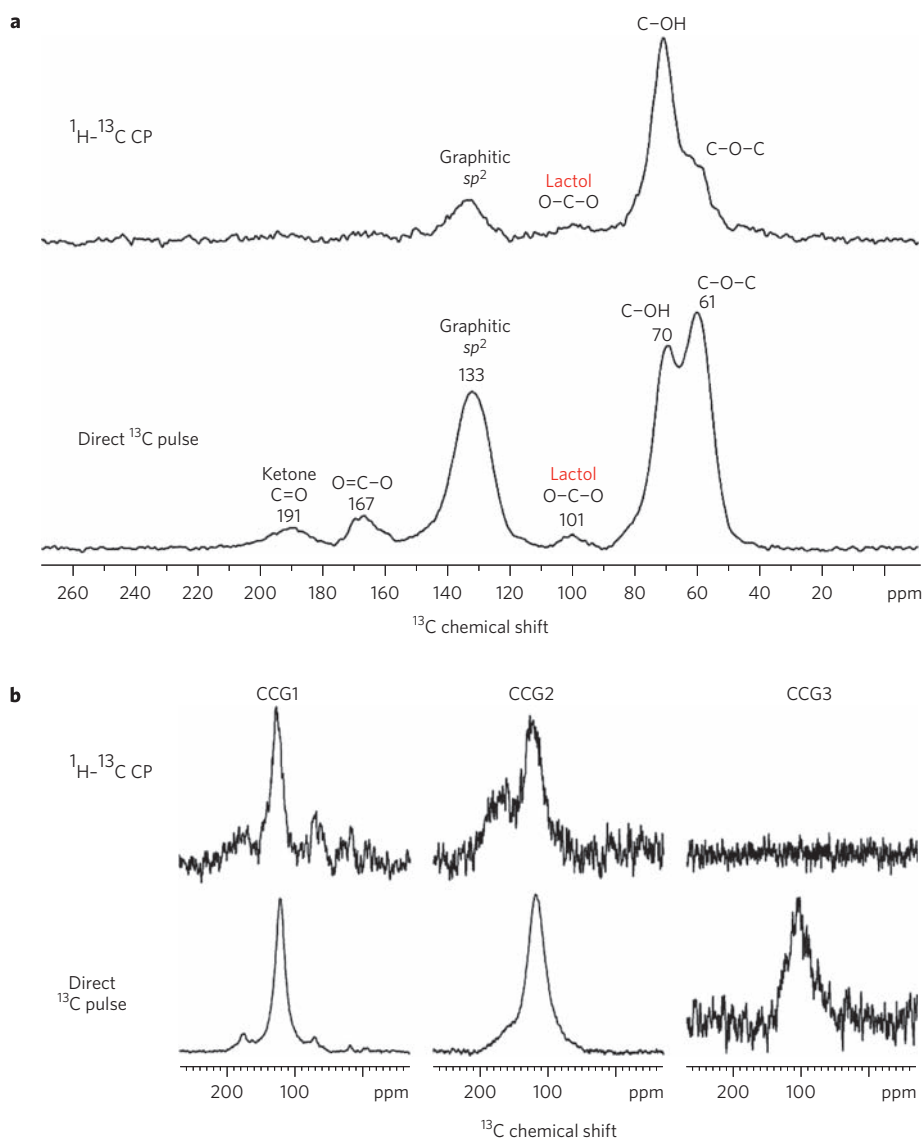 a
C–OH
¹H-¹³C CP
C–O–C
Graphitic
sp²
Lactol
O–C–O
C–O–C
61
C–OH
70
Graphitic
sp²
133
Direct ¹³C pulse
Ketone
C=O
191
O=C–O
167
Lactol
O–C–O
101
260 240 220 200 180 160 140 120 100 80 60 40 20 ppm
¹³C chemical shift
b
CCG1 CCG2 CCG3
¹H-¹³C CP
Direct
¹³C pulse
200 100 ppm 200 100 ppm 200 100 ppm
¹³C chemical shift